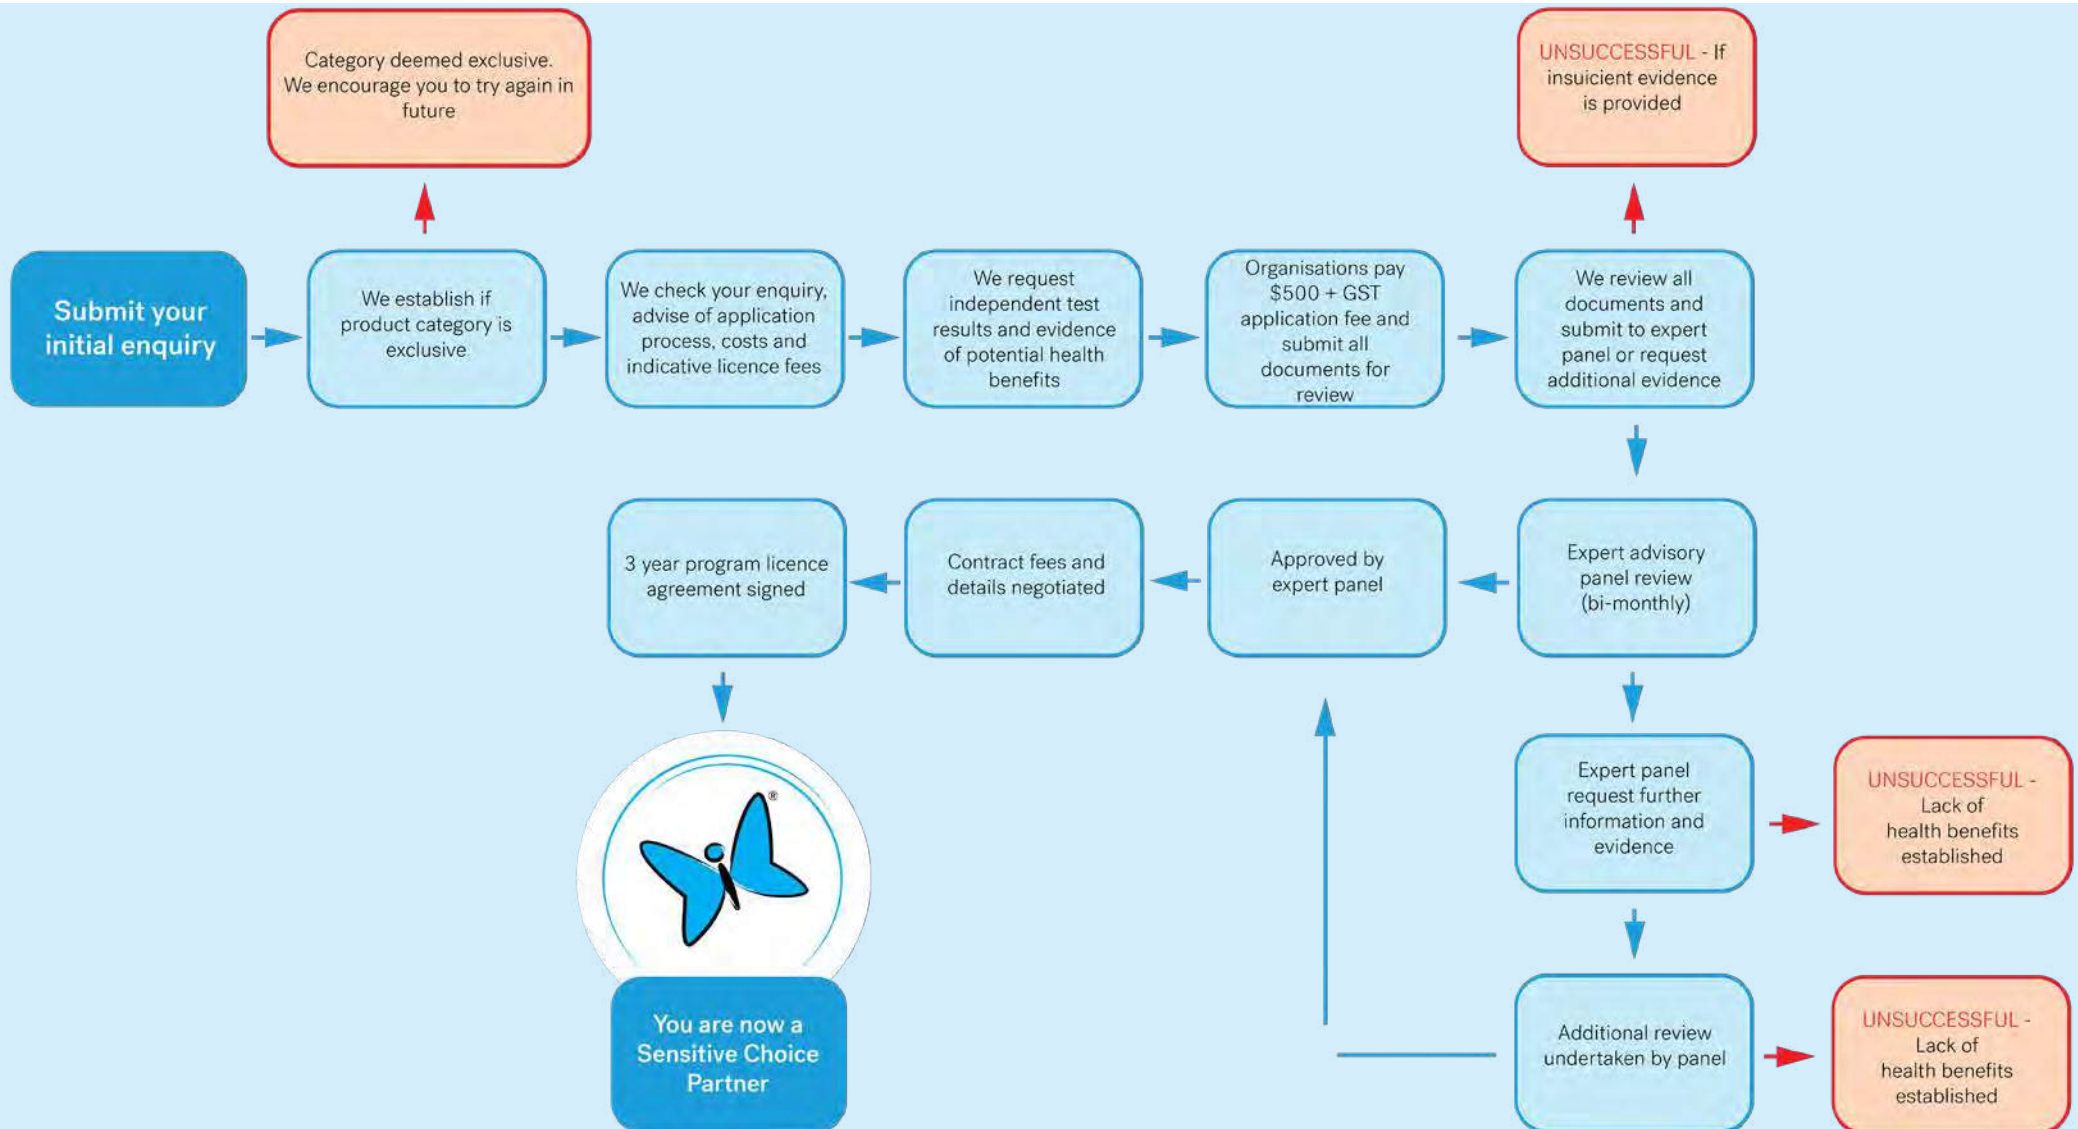 Category deemed exclusive.
We encourage you to try again in
future
UNSUCCESSFUL - If
insuicient evidence
is provided
Submit your
initial enquiry
We establish if
product category is
exclusive
We check your enquiry,
advise of application
process, costs and
indicative licence fees
We request
independent test
results and evidence
of potential health
benefits
Organisations pay
$500 + GST
application fee and
submit all
documents for
review
We review all
documents and
submit to expert
panel or request
additional evidence
Expert advisory
panel review
(bi-monthly)
Approved by
expert panel
Contract fees and
details negotiated
3 year program licence
agreement signed
®
You are now a
Sensitive Choice
Partner
Expert panel
request further
information and
evidence
UNSUCCESSFUL -
Lack of
health benefits
established
Additional review
undertaken by panel
UNSUCCESSFUL -
Lack of
health benefits
established